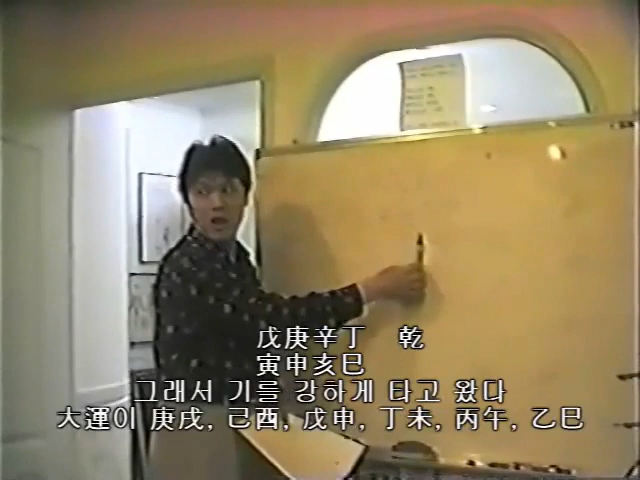 戊庚辛丁 乾
寅申亥巳
그래서 기를 강하게 타고 왔다
大運이 庚戌, 己酉, 戊申, 丁未, 丙午, 乙巳